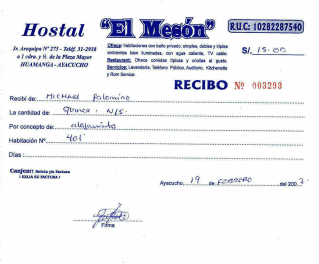 Hostal "El Mesón"
R.U.C: 10282287540
Jr. Arequipa Nº 273 - Teléf. 31-2938
a 1 cdra. y ½ de la Plaza Mayor
HUAMANGA - AYACUCHO
Ofrece: habitaciones con baño privado, simples, dobles y triples
ambientes bien iluminados, con agua caliente, TV cable.
Restaurant: Ofrece comidas típicas y criollas al gusto.
Servicios: Lavandería, Teléfono Público, Auditorio, Kitchenette
y Rom Service.
S/. 15.00
RECIBO Nº 003293
Recibí de: Michael Palomino
La cantidad de: quince N/S.
Por concepto de: alojamiento
Habitación Nº 401
Días:
Canjear: Boleta y/o Factura
¡ EXIJA SU FACTURA !
Ayacucho, 19 de FEBRERO del 2002
Firma